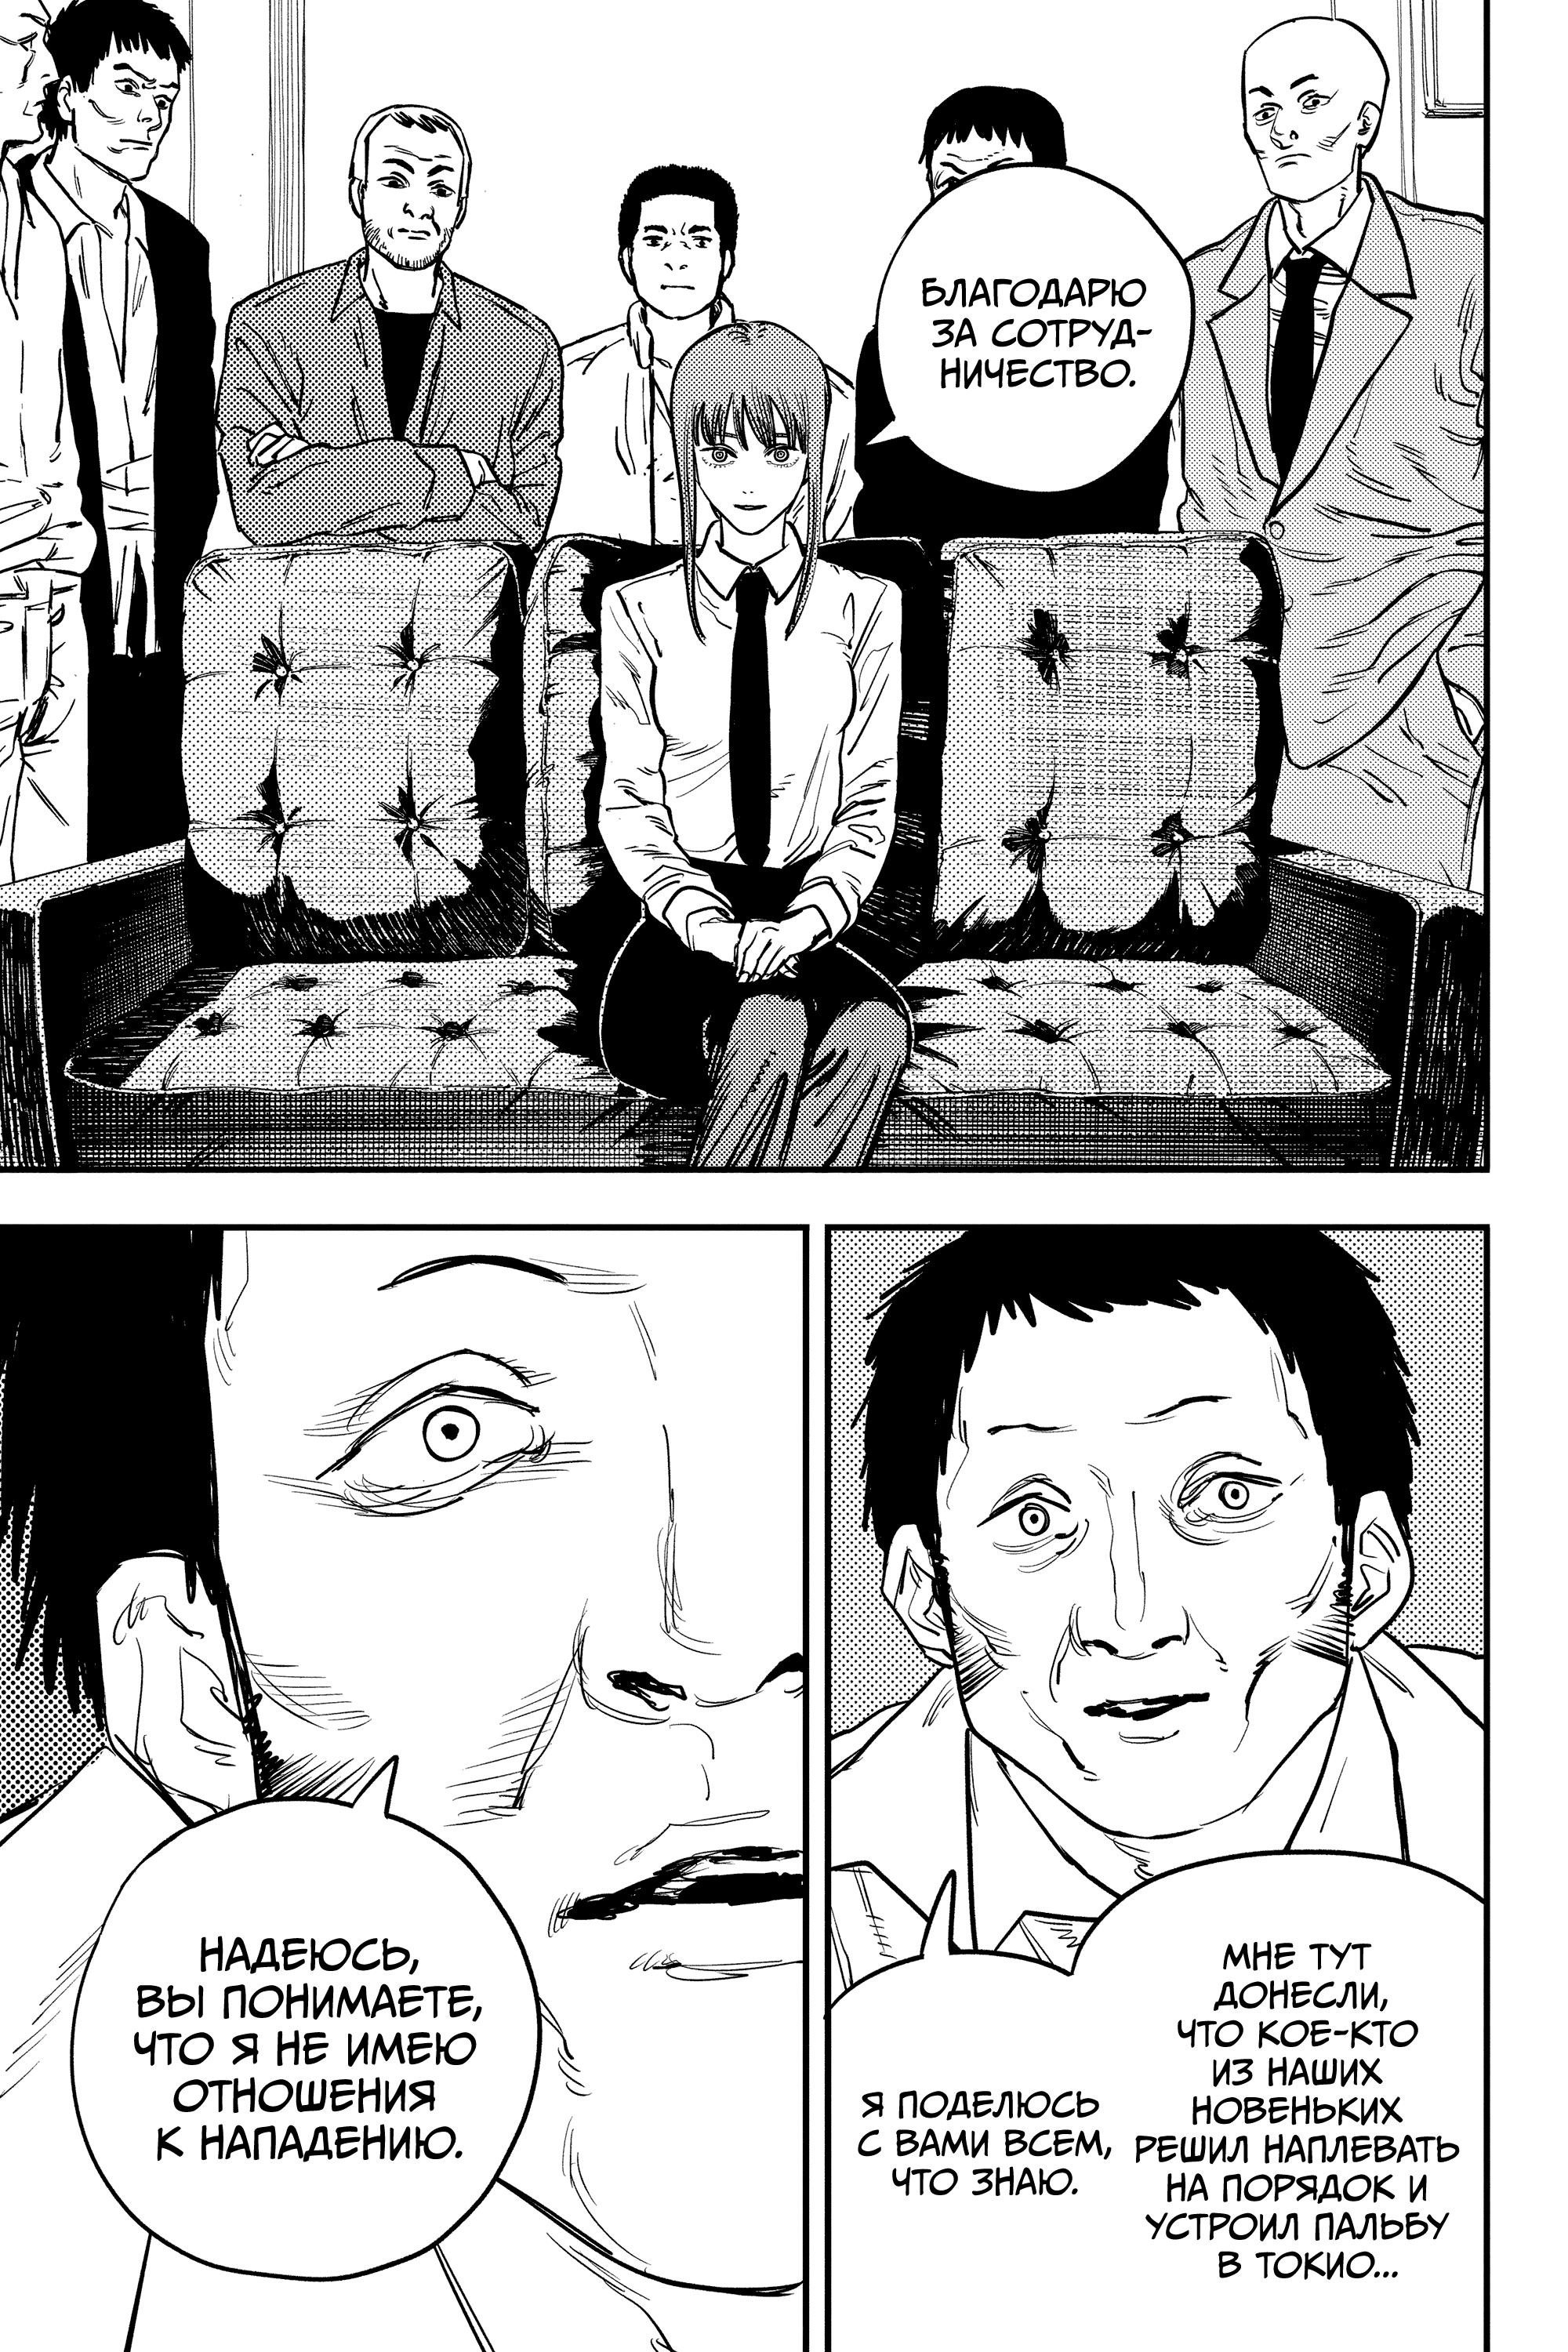 БЛАГОДАРЮ
ЗА СОТРУД-
НИЧЕСТВО.
МНЕ ТУТ
ДОНЕСЛИ,
ЧТО КОЕ-КТО
ИЗ НАШИХ
НОВЕНЬКИХ
РЕШИЛ НАПЛЕВАТЬ
НА ПОРЯДОК И
УСТРОИЛ ПАЛЬБУ
В ТОКИО...
Я ПОДЕЛЮСЬ
С ВАМИ ВСЕМ,
ЧТО ЗНАЮ.
НАДЕЮСЬ,
ВЫ ПОНИМАЕТЕ,
ЧТО Я НЕ ИМЕЮ
ОТНОШЕНИЯ
К НАПАДЕНИЮ.